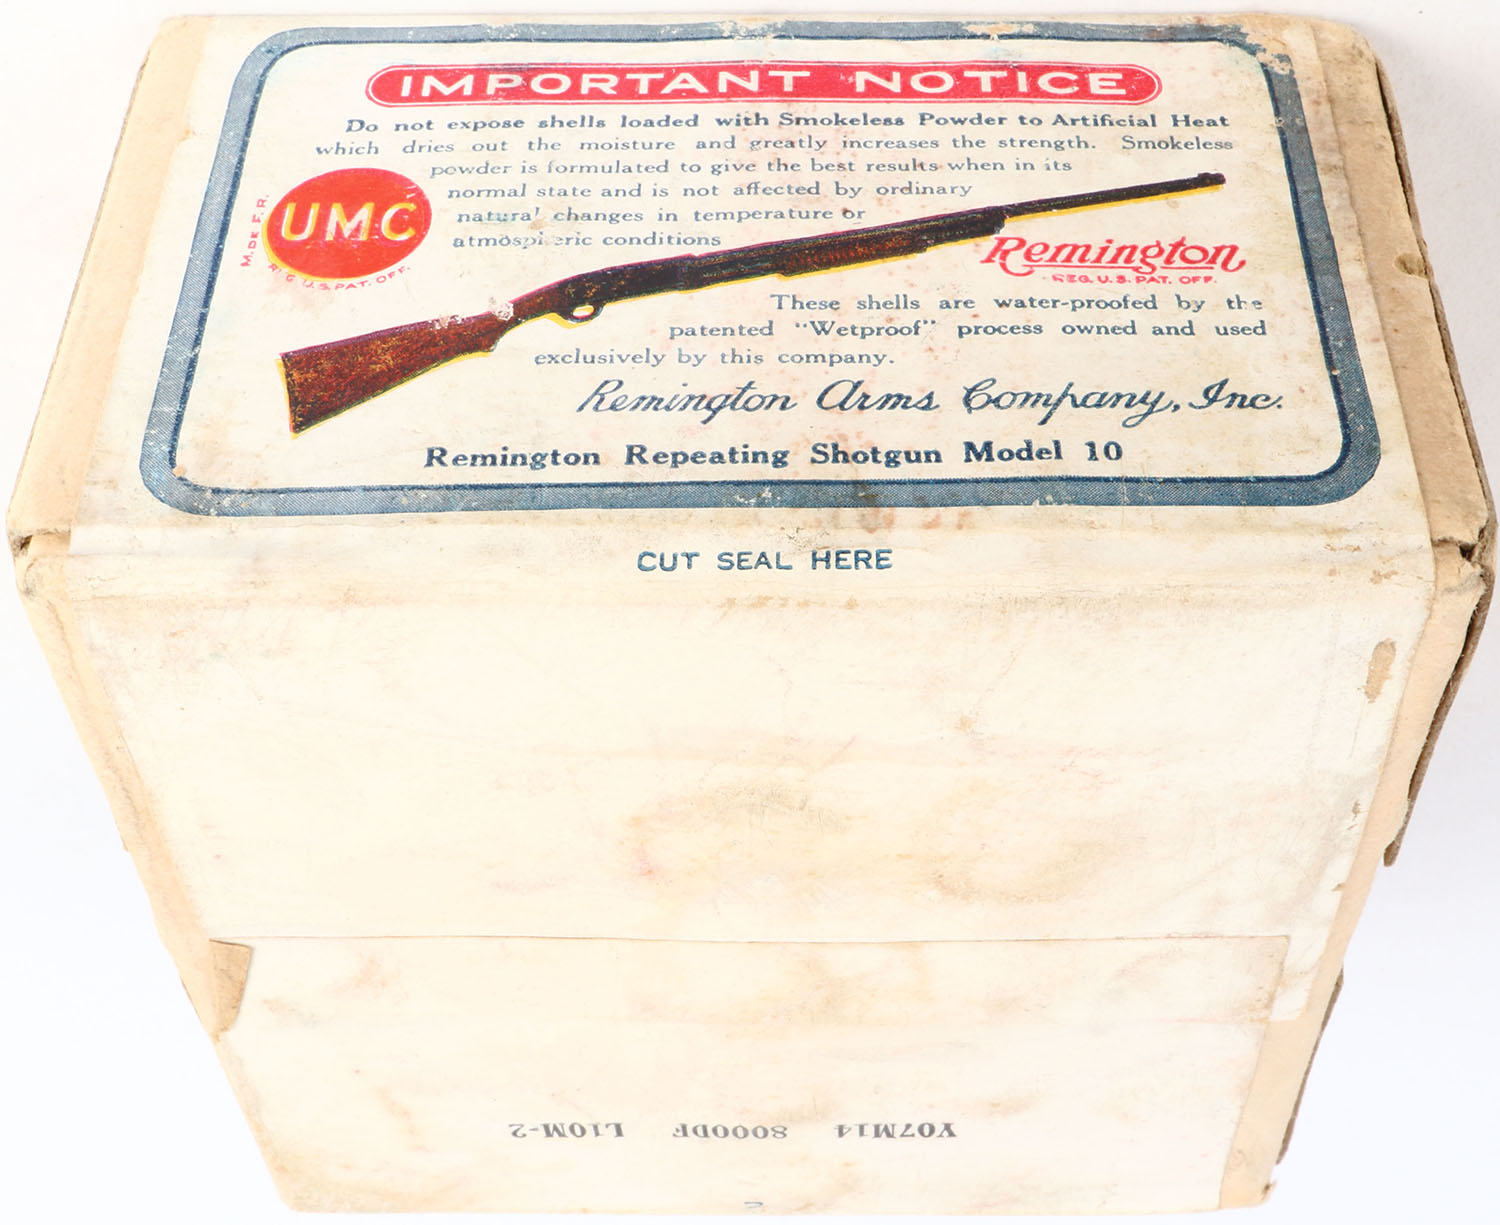 IMPORTANT NOTICE
Do not expose shells loaded with Smokeless Powder to Artificial Heat
which dries out the moisture and greatly increases the strength. Smokeless
powder is formulated to give the best results when in its
normal state and is not affected by ordinary
natural changes in temperature or
atmospheric conditions
UMC
M. DE F. R.
REG. U.S. PAT. OFF.
Remington
REG. U.S. PAT. OFF.
These shells are water-proofed by the
patented "Wetproof" process owned and used
exclusively by this company.
Remington Arms Company, Inc.
Remington Repeating Shotgun Model 10
CUT SEAL HERE
Y07M14 8000DF L10M-2